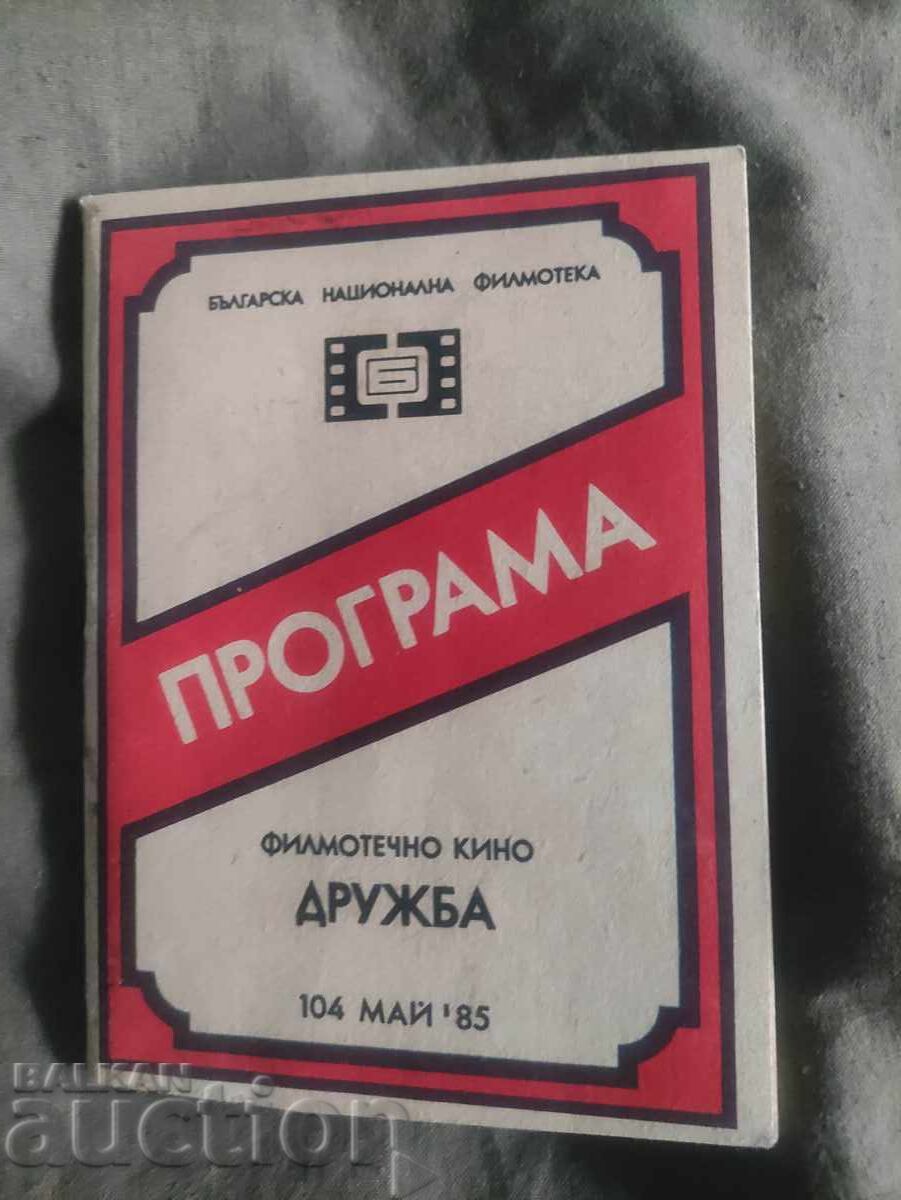 БЪЛГАРСКА НАЦИОНАЛНА ФИЛМОТЕКА
Б
ПРОГРАМА
ФИЛМОТЕЧНО КИНО
ДРУЖБА
104 МАЙ '85
BALKAN
auction